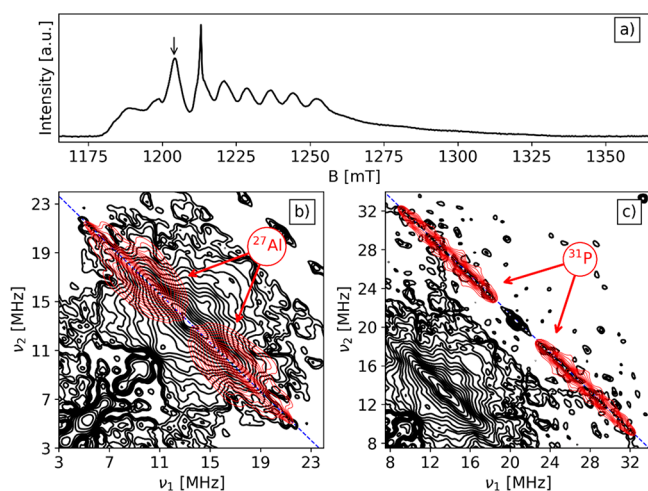 a)
Intensity [a.u.]
1175 1200 1225 1250 1275 1300 1325 1350
B [mT]
b)
27Al
ν2 [MHz]
23
19
15
11
7
3
3 7 11 15 19 23
ν1 [MHz]
c)
31P
ν2 [MHz]
32
28
24
20
16
12
8
8 12 16 20 24 28 32
ν1 [MHz]